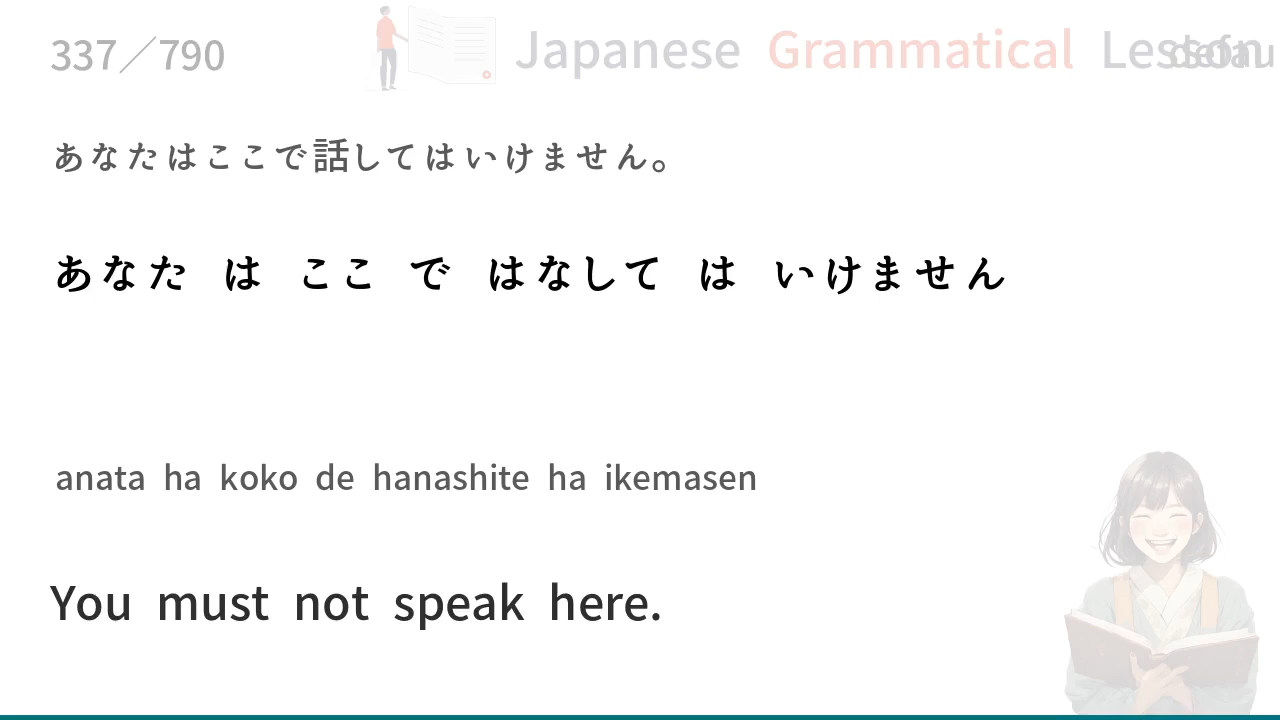 337／790
Japanese Grammatical Lesson
defau
あなたはここで話してはいけません。
あなた は ここ で はなして は いけません
anata ha koko de hanashite ha ikemasen
You must not speak here.